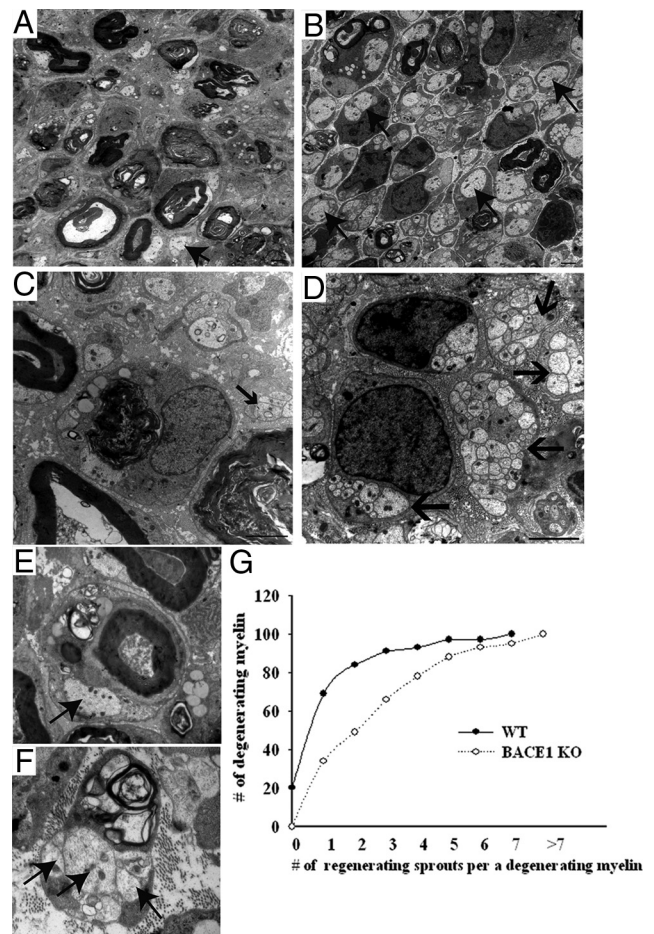 A
B
C
D
E
F
G
120
100
80
60
40
20
0
WT
BACE1 KO
0 1 2 3 4 5 6 7 >7
# of degenerating myelin
# of regenerating sprouts per a degenerating myelin